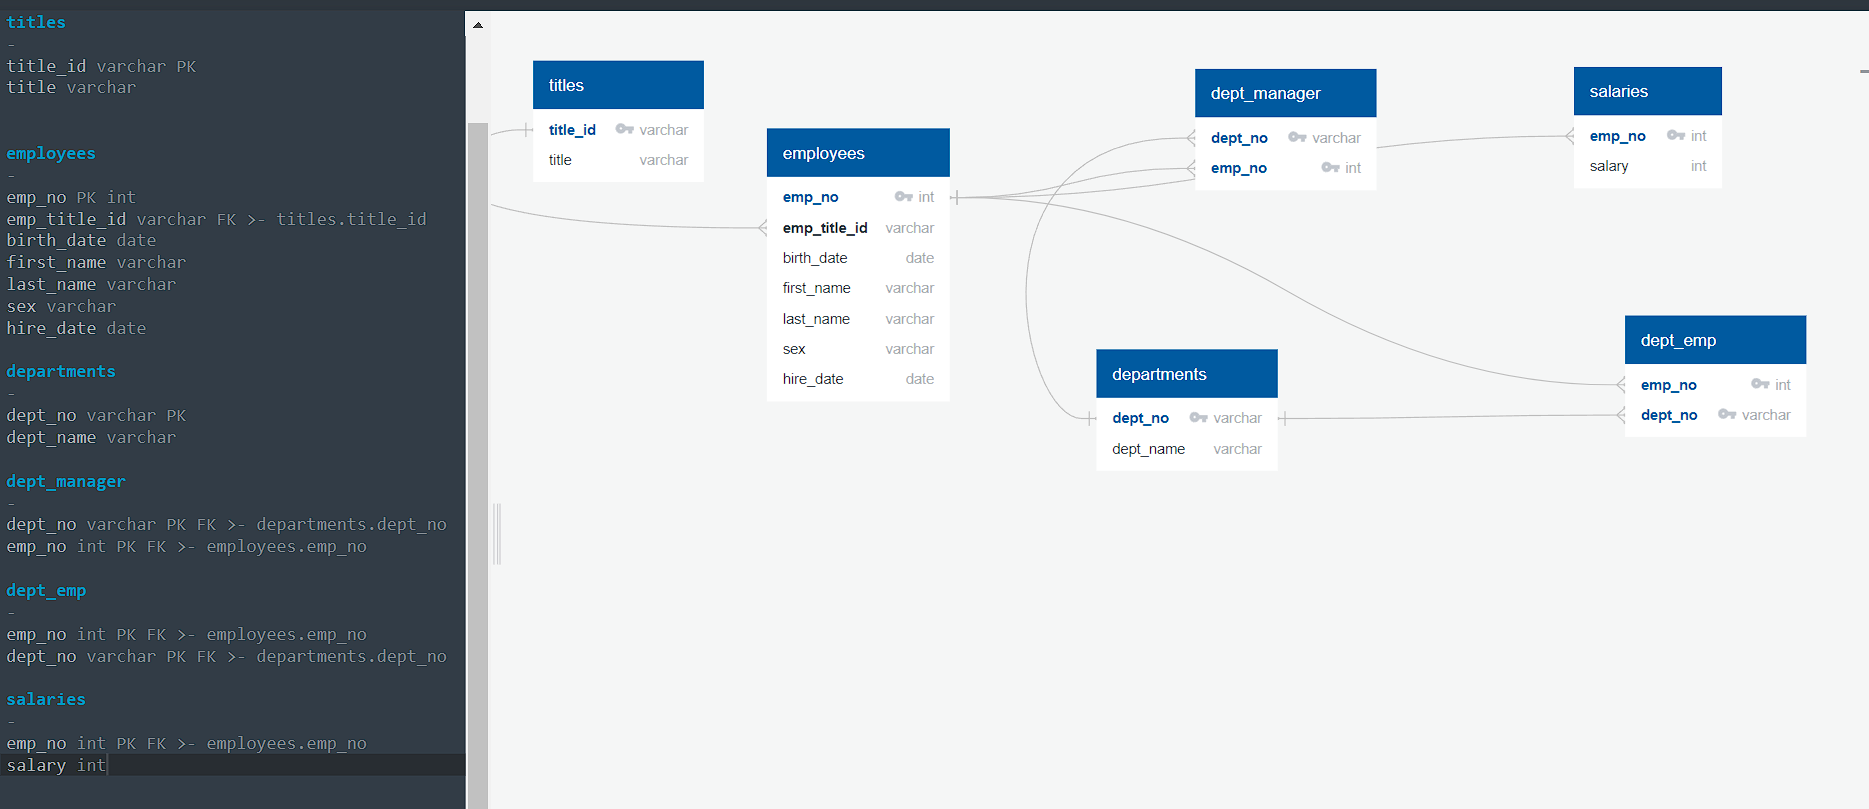 titles
-
title_id varchar PK
title varchar
employees
-
emp_no PK int
emp_title_id varchar FK >- titles.title_id
birth_date date
first_name varchar
last_name varchar
sex varchar
hire_date date
departments
-
dept_no varchar PK
dept_name varchar
dept_manager
-
dept_no varchar PK FK >- departments.dept_no
emp_no int PK FK >- employees.emp_no
dept_emp
-
emp_no int PK FK >- employees.emp_no
dept_no varchar PK FK >- departments.dept_no
salaries
-
emp_no int PK FK >- employees.emp_no
salary int
titles
title_id varchar
title varchar
employees
emp_no int
emp_title_id varchar
birth_date date
first_name varchar
last_name varchar
sex varchar
hire_date date
dept_manager
dept_no varchar
emp_no int
salaries
emp_no int
salary int
departments
dept_no varchar
dept_name varchar
dept_emp
emp_no int
dept_no varchar